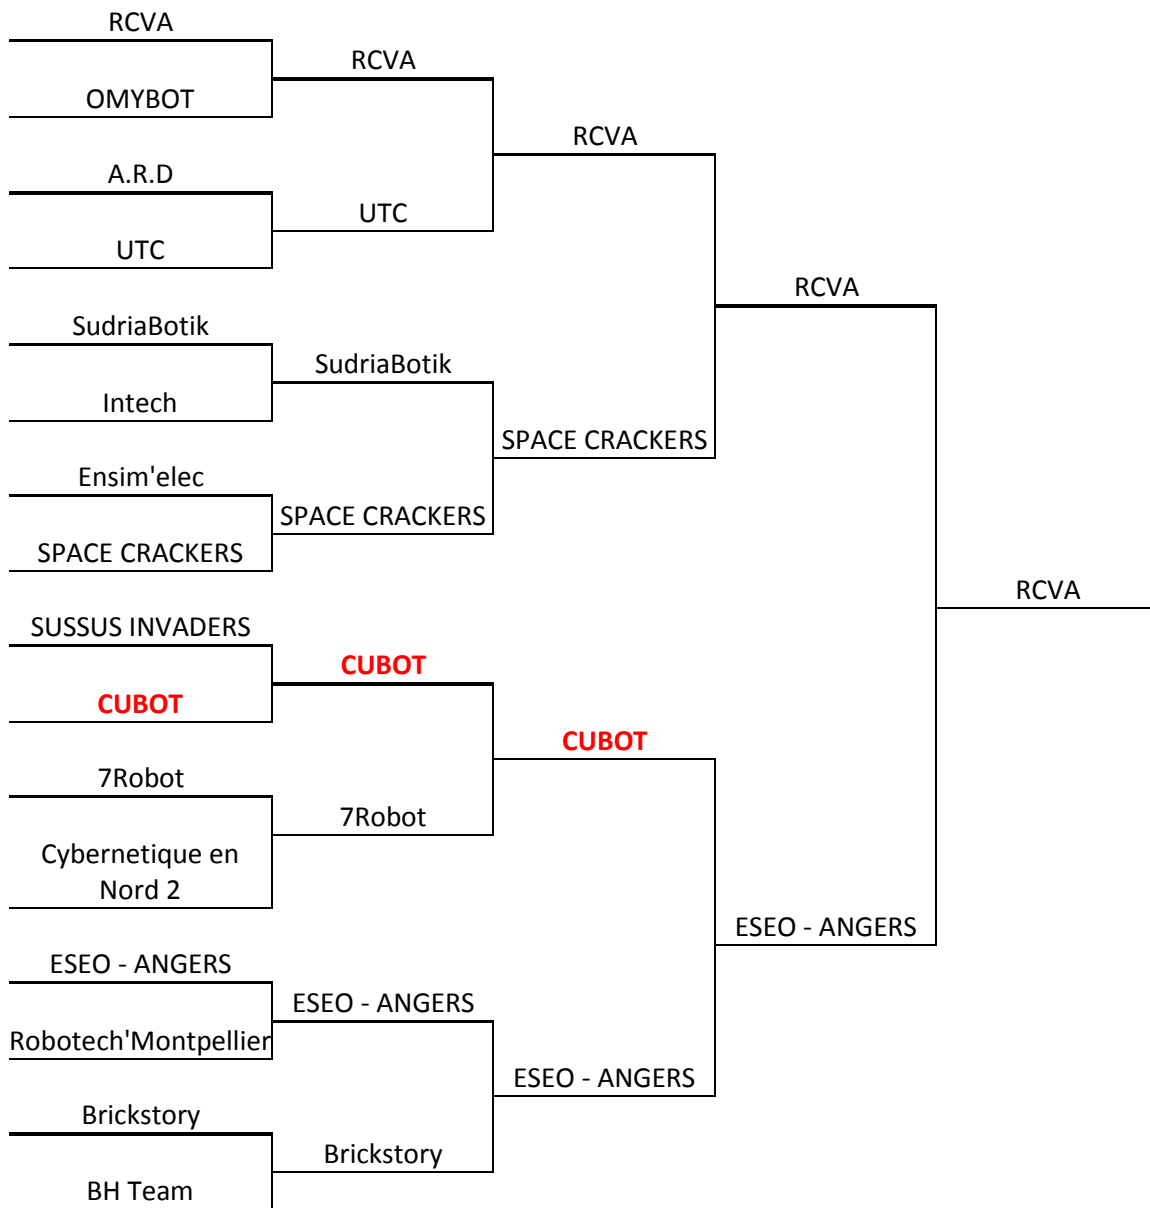 RCVA
OMYBOT
A.R.D
UTC
SudriaBotik
Intech
Ensim'elec
SPACE CRACKERS
SUSSUS INVADERS
CUBOT
7Robot
Cybernetique en
Nord 2
ESEO - ANGERS
Robotech'Montpellier
Brickstory
BH Team
RCVA
UTC
SudriaBotik
SPACE CRACKERS
CUBOT
7Robot
ESEO - ANGERS
Brickstory
RCVA
SPACE CRACKERS
CUBOT
ESEO - ANGERS
RCVA
ESEO - ANGERS
RCVA